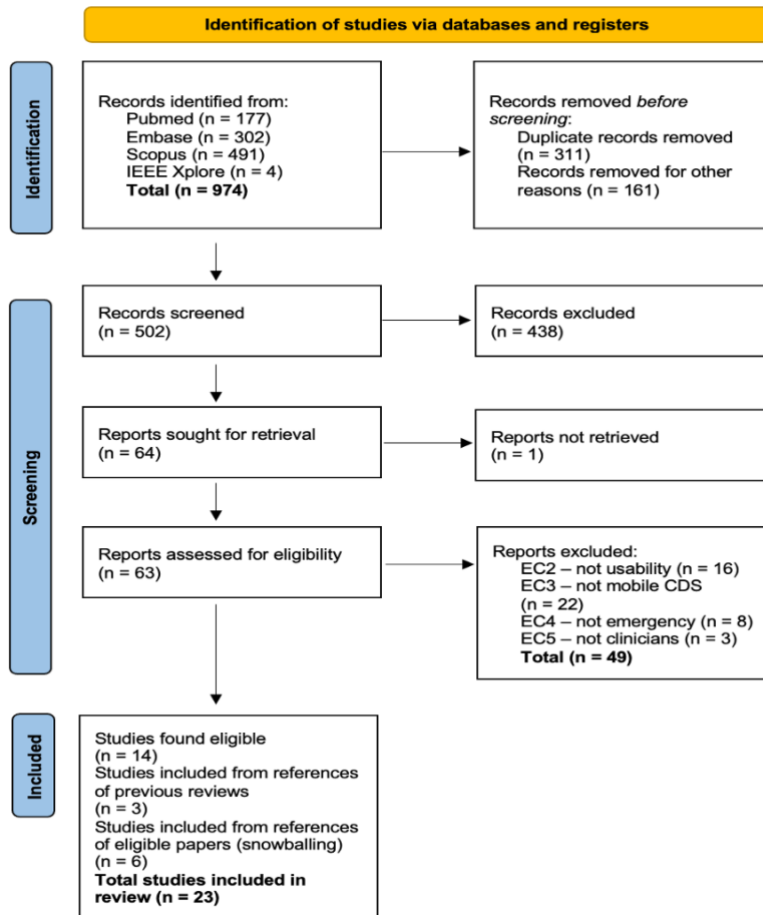 Identification of studies via databases and registers
Identification
Records identified from:
Pubmed (n = 177)
Embase (n = 302)
Scopus (n = 491)
IEEE Xplore (n = 4)
Total (n = 974)
Records removed before
screening:
Duplicate records removed
(n = 311)
Records removed for other
reasons (n = 161)
Screening
Records screened
(n = 502)
Records excluded
(n = 438)
Reports sought for retrieval
(n = 64)
Reports not retrieved
(n = 1)
Reports assessed for eligibility
(n = 63)
Reports excluded:
EC2 – not usability (n = 16)
EC3 – not mobile CDS
(n = 22)
EC4 – not emergency (n = 8)
EC5 – not clinicians (n = 3)
Total (n = 49)
Included
Studies found eligible
(n = 14)
Studies included from references
of previous reviews
(n = 3)
Studies included from references
of eligible papers (snowballing)
(n = 6)
Total studies included in
review (n = 23)